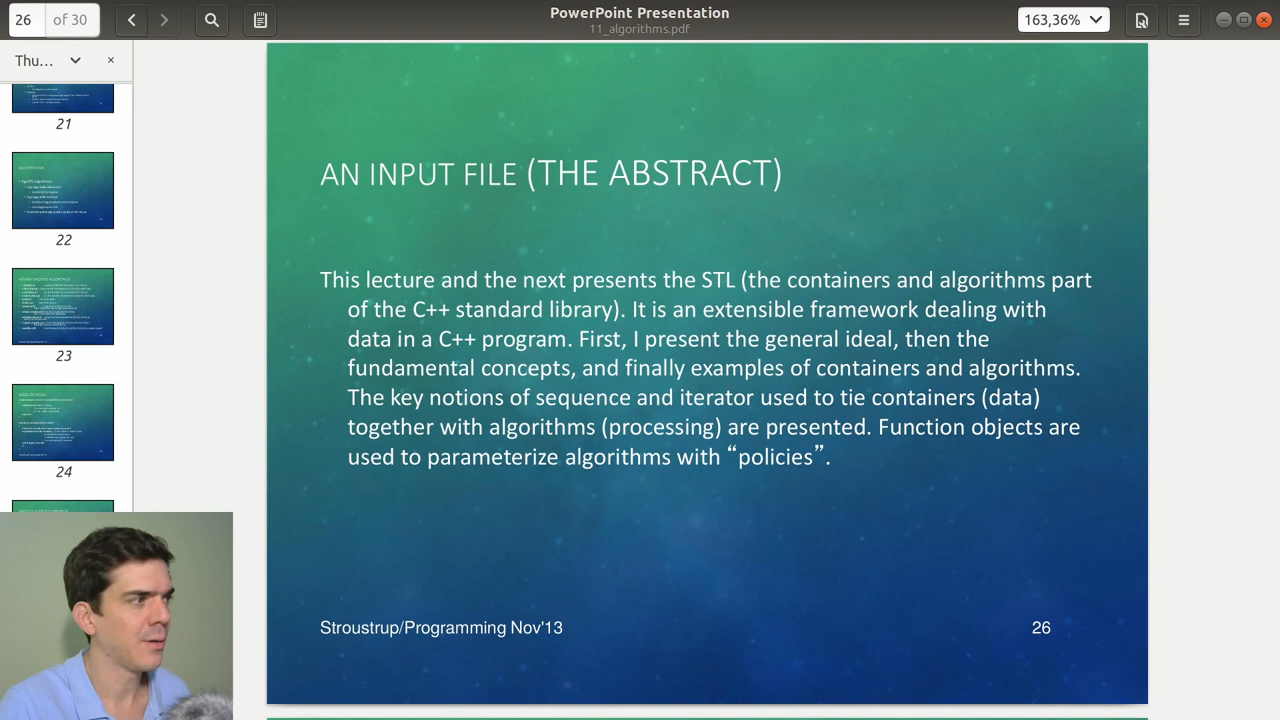 26 of 30
PowerPoint Presentation
11_algorithms.pdf
163,36%
Thu...
21
22
23
24
AN INPUT FILE (THE ABSTRACT)
This lecture and the next presents the STL (the containers and algorithms part
of the C++ standard library). It is an extensible framework dealing with
data in a C++ program. First, I present the general ideal, then the
fundamental concepts, and finally examples of containers and algorithms.
The key notions of sequence and iterator used to tie containers (data)
together with algorithms (processing) are presented. Function objects are
used to parameterize algorithms with “policies”.
Stroustrup/Programming Nov'13
26